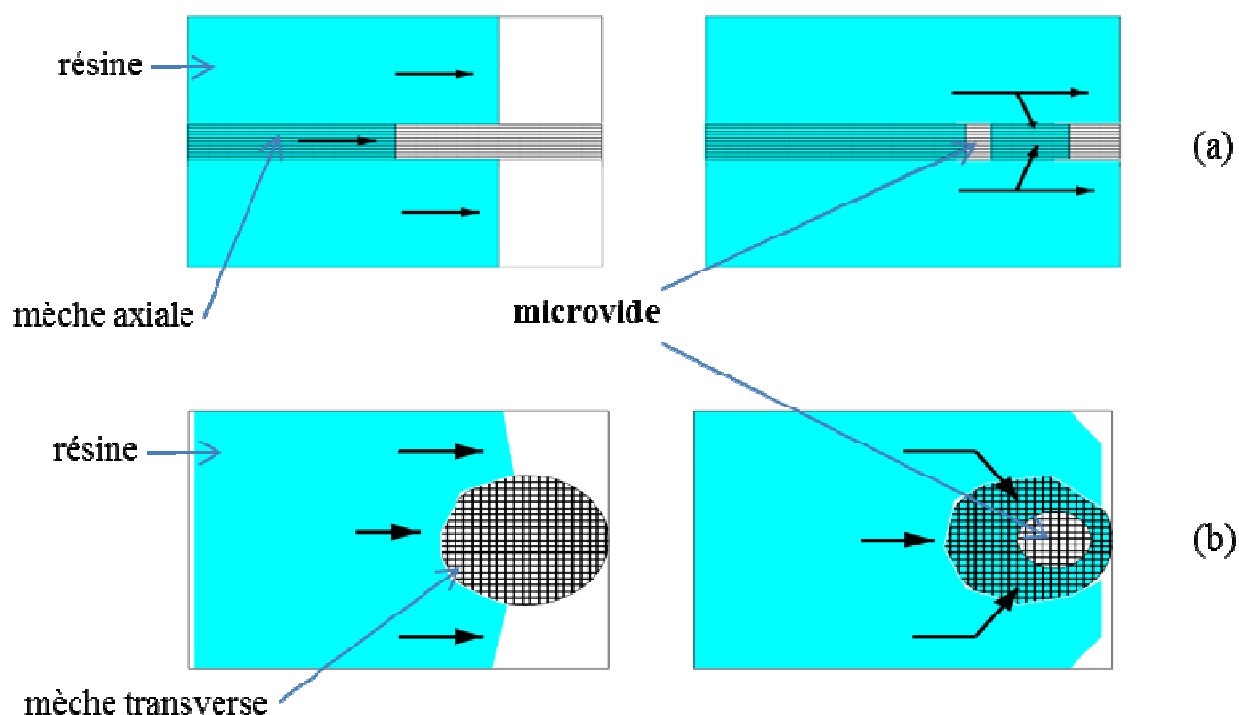 résine
(a)
mèche axiale
microvide
résine
(b)
mèche transverse